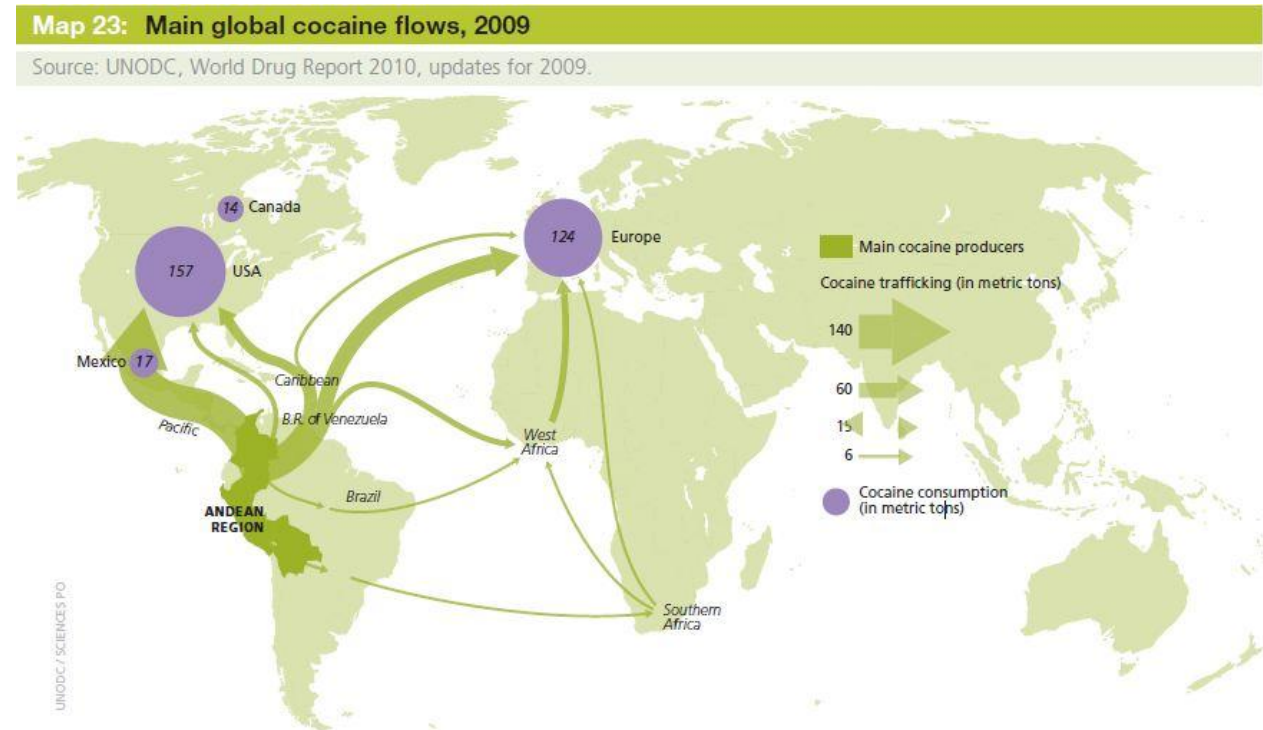 Map 23: Main global cocaine flows, 2009
Source: UNODC, World Drug Report 2010, updates for 2009.
14 Canada
157 USA
124 Europe
Mexico 17
Caribbean
B.R. of Venezuela
Pacific
West
Africa
Brazil
ANDEAN
REGION
Southern
Africa
Main cocaine producers
Cocaine trafficking (in metric tons)
140
60
15
6
Cocaine consumption
(in metric tons)
UNODC / SCIENCES PO